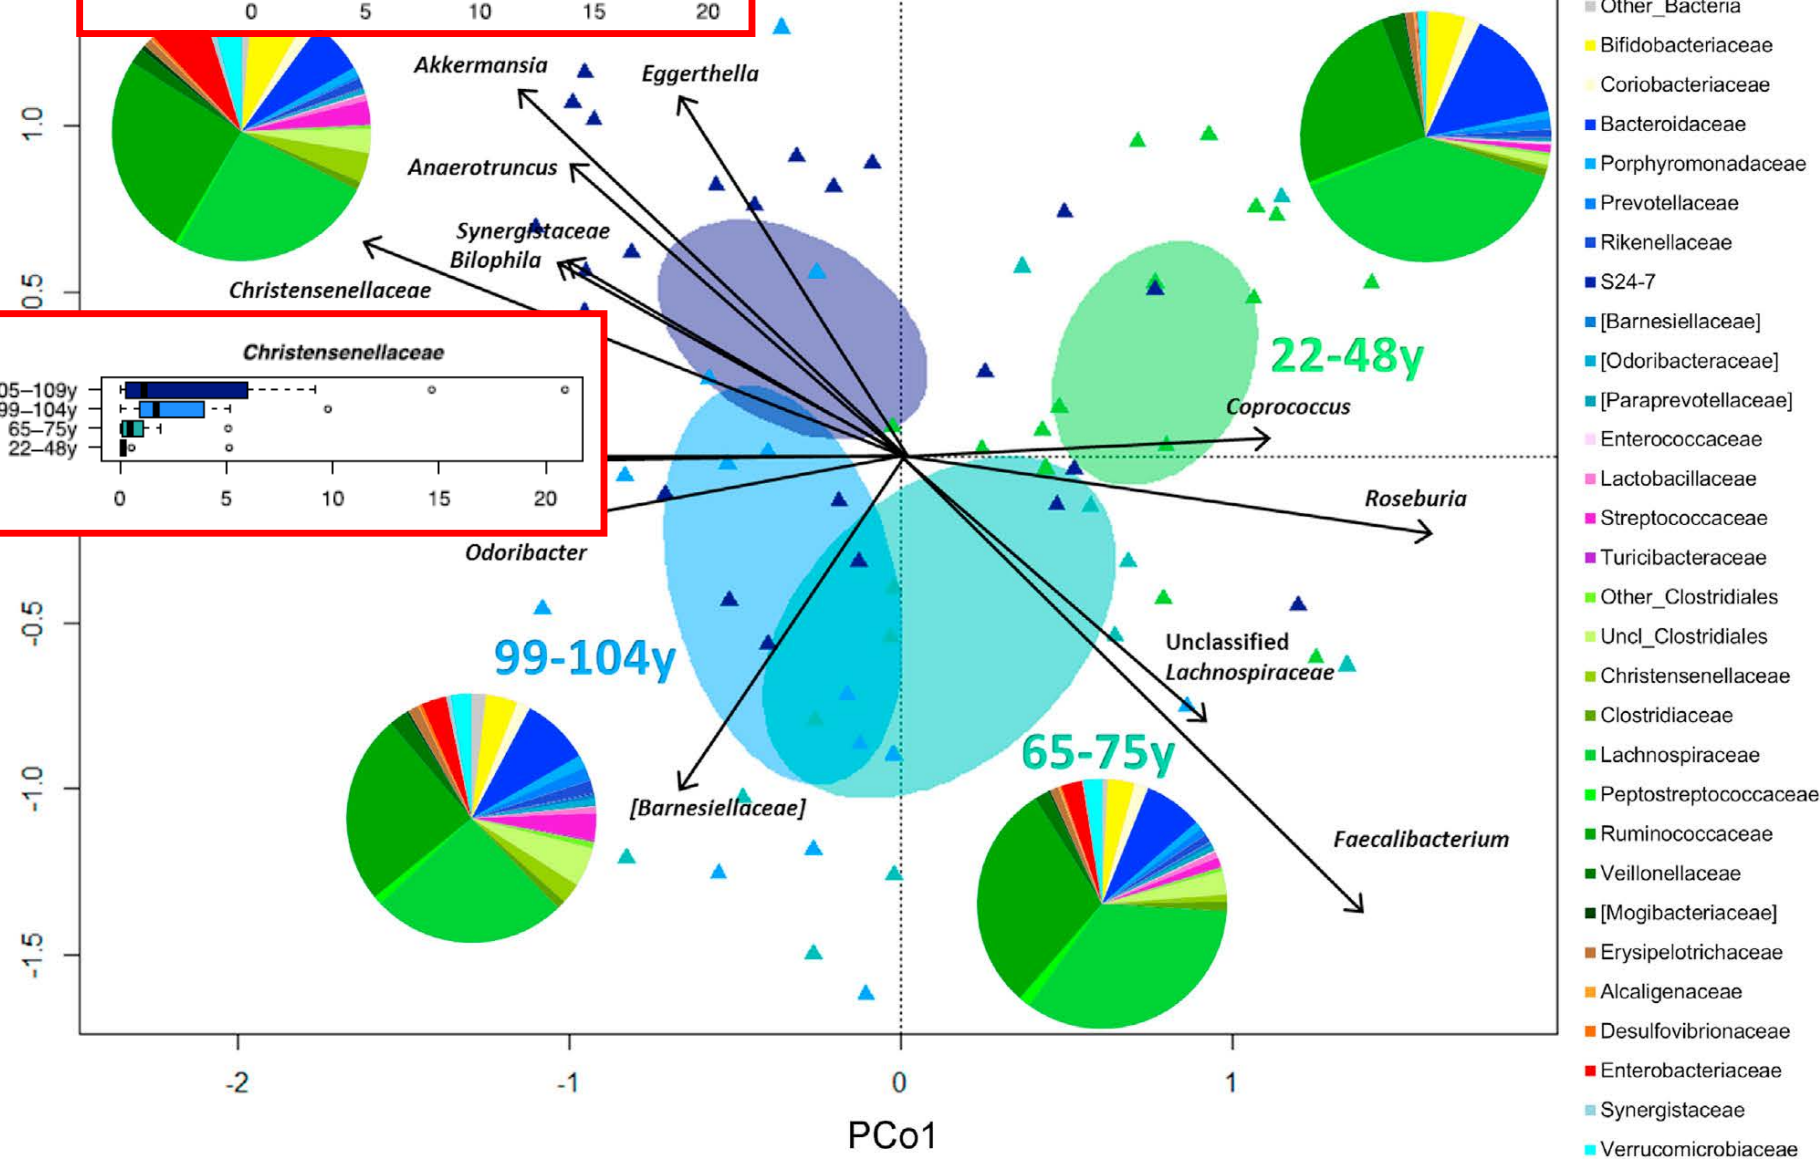 0 5 10 15 20
Other_Bacteria
Bifidobacteriaceae
Coriobacteriaceae
Bacteroidaceae
Porphyromonadaceae
Prevotellaceae
Rikenellaceae
S24-7
[Barnesiellaceae]
[Odoribacteraceae]
[Paraprevotellaceae]
Enterococcaceae
Lactobacillaceae
Streptococcaceae
Turicibacteraceae
Other_Clostridiales
Uncl_Clostridiales
Christensenellaceae
Clostridiaceae
Lachnospiraceae
Peptostreptococcaceae
Ruminococcaceae
Veillonellaceae
[Mogibacteriaceae]
Erysipelotrichaceae
Alcaligenaceae
Desulfovibrionaceae
Enterobacteriaceae
Synergistaceae
Verrucomicrobiaceae
Akkermansia
Eggerthella
Anaerotruncus
Synergistaceae
Bilophila
Christensenellaceae
1.0
0.5
-0.5
-1.0
-1.5
Christensenellaceae
05–109y
99–104y
65–75y
22–48y
0 5 10 15 20
22-48y
Coprococcus
Roseburia
Odoribacter
99-104y
Unclassified
Lachnospiraceae
65-75y
[Barnesiellaceae]
Faecalibacterium
-2 -1 0 1
PCo1